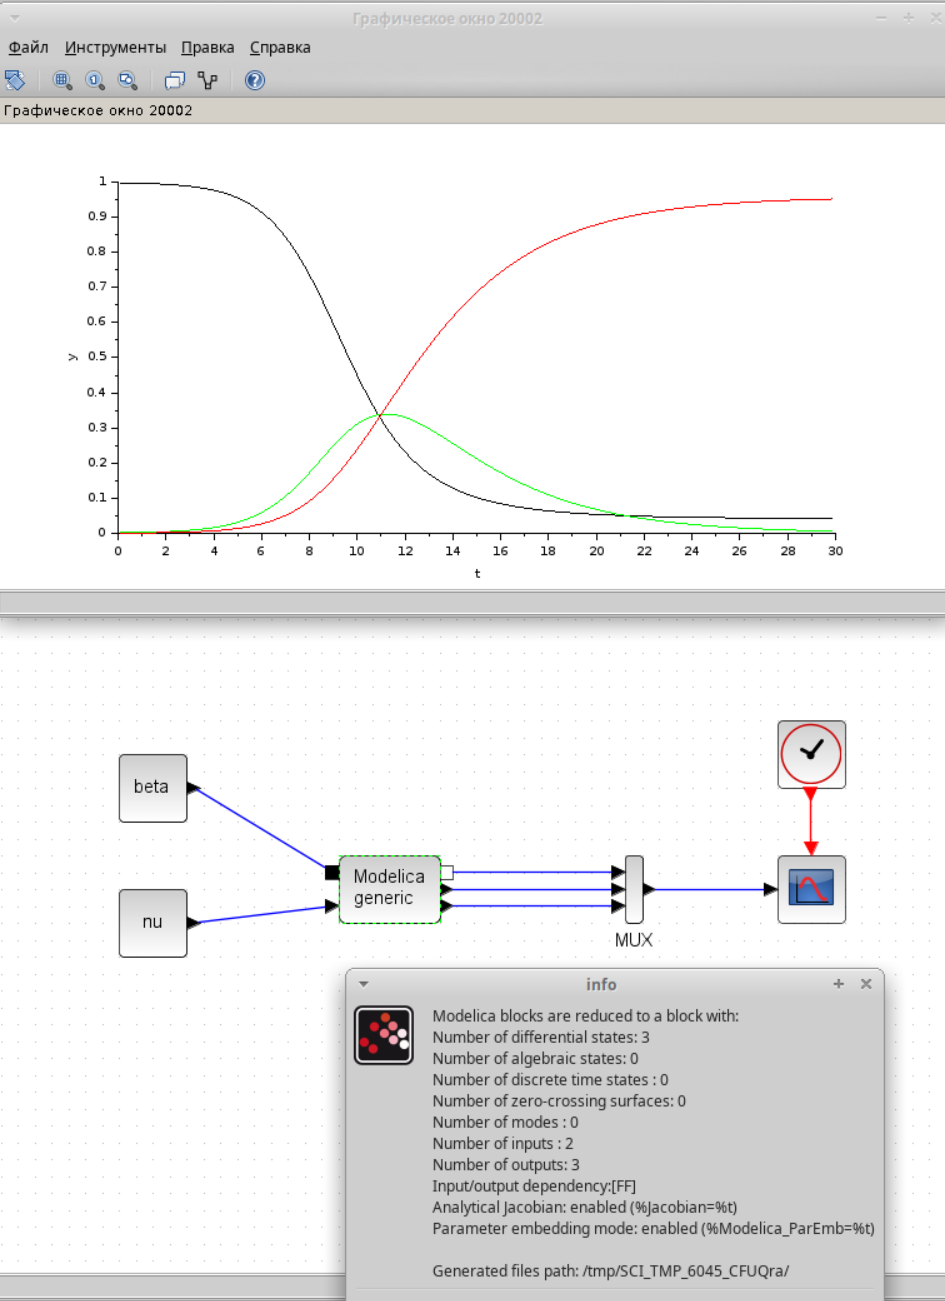 Графическое окно 20002
Файл Инструменты Правка Справка
Графическое окно 20002
1
0.9
0.8
0.7
0.6
0.5
0.4
0.3
0.2
0.1
0
y
0 2 4 6 8 10 12 14 16 18 20 22 24 26 28 30
t
beta
nu
Modelica
generic
MUX
info
Modelica blocks are reduced to a block with:
Number of differential states: 3
Number of algebraic states: 0
Number of discrete time states : 0
Number of zero-crossing surfaces: 0
Number of modes : 0
Number of inputs : 2
Number of outputs: 3
Input/output dependency:[FF]
Analytical Jacobian: enabled (%Jacobian=%t)
Parameter embedding mode: enabled (%Modelica_ParEmb=%t)
Generated files path: /tmp/SCI_TMP_6045_CFUQra/